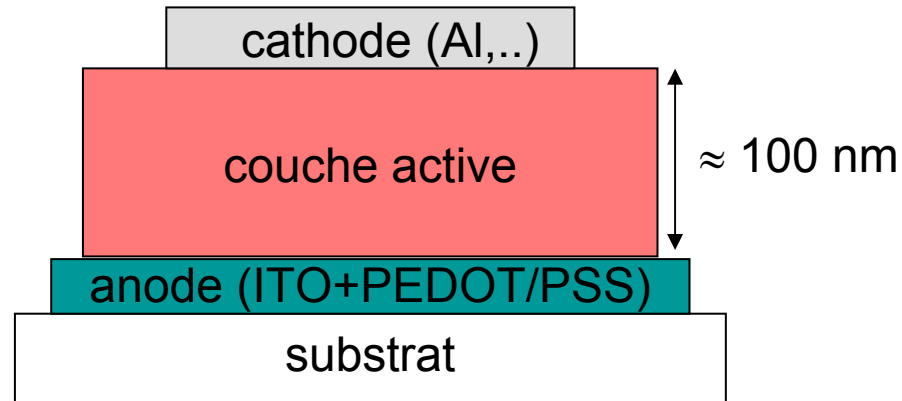 cathode (Al,..)
couche active
≈ 100 nm
anode (ITO+PEDOT/PSS)
substrat